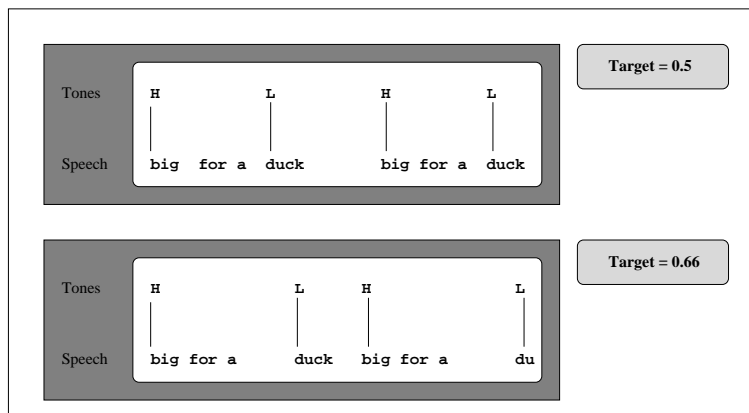 Target = 0.5
Tones H L H L
Speech big for a duck big for a duck
Target = 0.66
Tones H L H L
Speech big for a duck big for a du